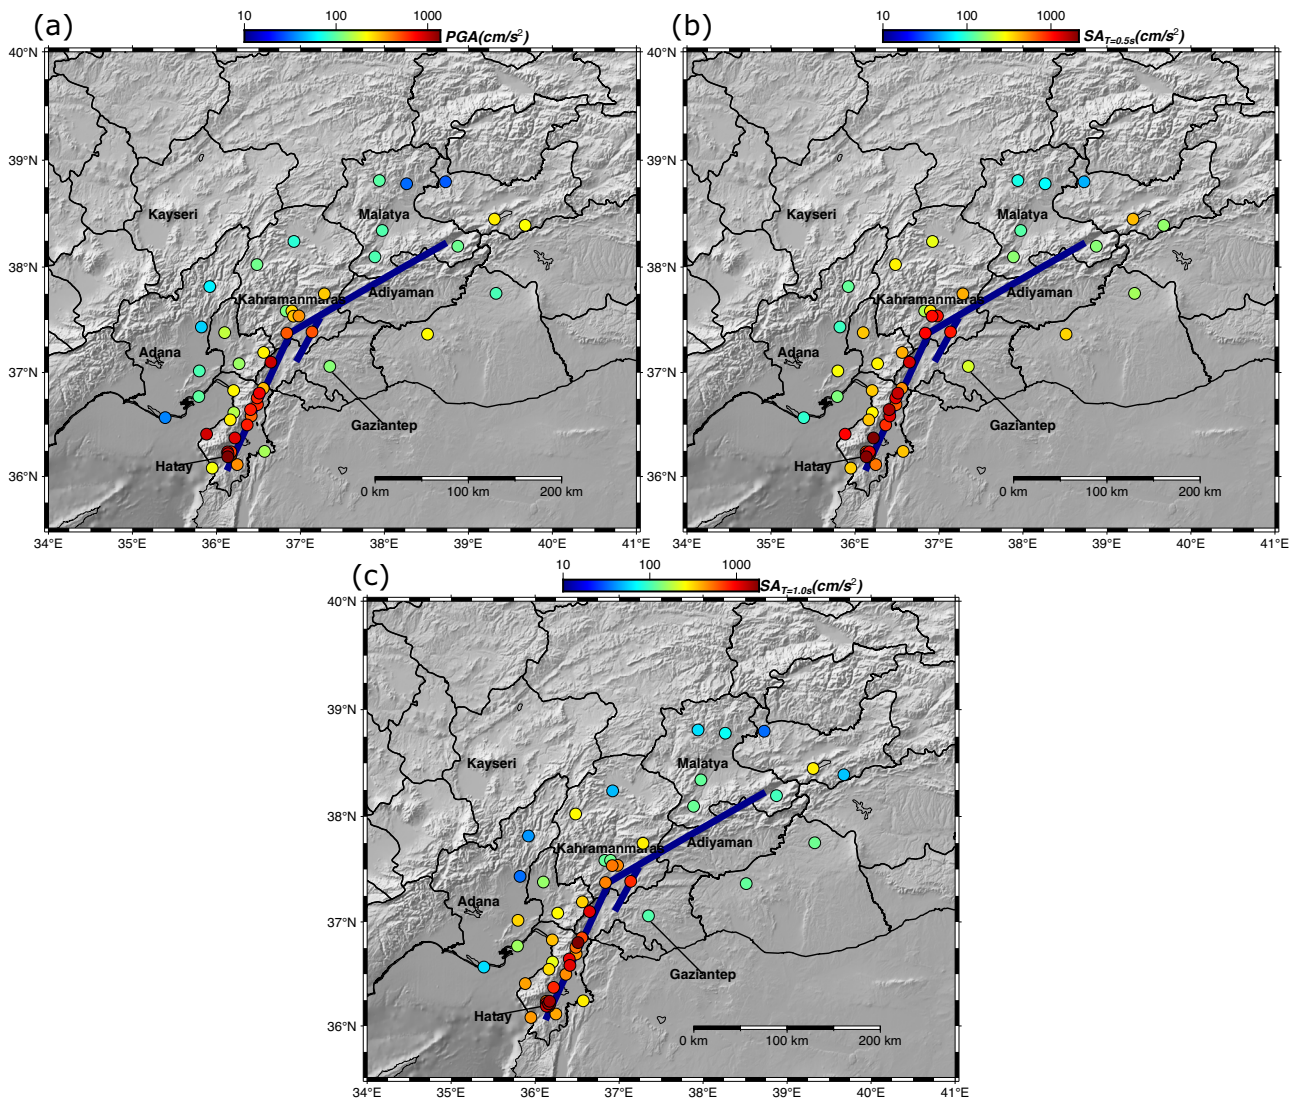 (a)
10 100 1000
PGA(cm/s²)
40°N
39°N
38°N
37°N
36°N
34°E 35°E 36°E 37°E 38°E 39°E 40°E 41°E
Kayseri
Malatya
Kahramanmaras
Adiyaman
Adana
Gaziantep
Hatay
0 km 100 km 200 km
(b)
10 100 1000
SA_T=0.5s(cm/s²)
40°N
39°N
38°N
37°N
36°N
34°E 35°E 36°E 37°E 38°E 39°E 40°E 41°E
Kayseri
Malatya
Kahramanmaras
Adiyaman
Adana
Gaziantep
Hatay
0 km 100 km 200 km
(c)
10 100 1000
SA_T=1.0s(cm/s²)
40°N
39°N
38°N
37°N
36°N
34°E 35°E 36°E 37°E 38°E 39°E 40°E 41°E
Kayseri
Malatya
Kahramanmaras
Adiyaman
Adana
Gaziantep
Hatay
0 km 100 km 200 km